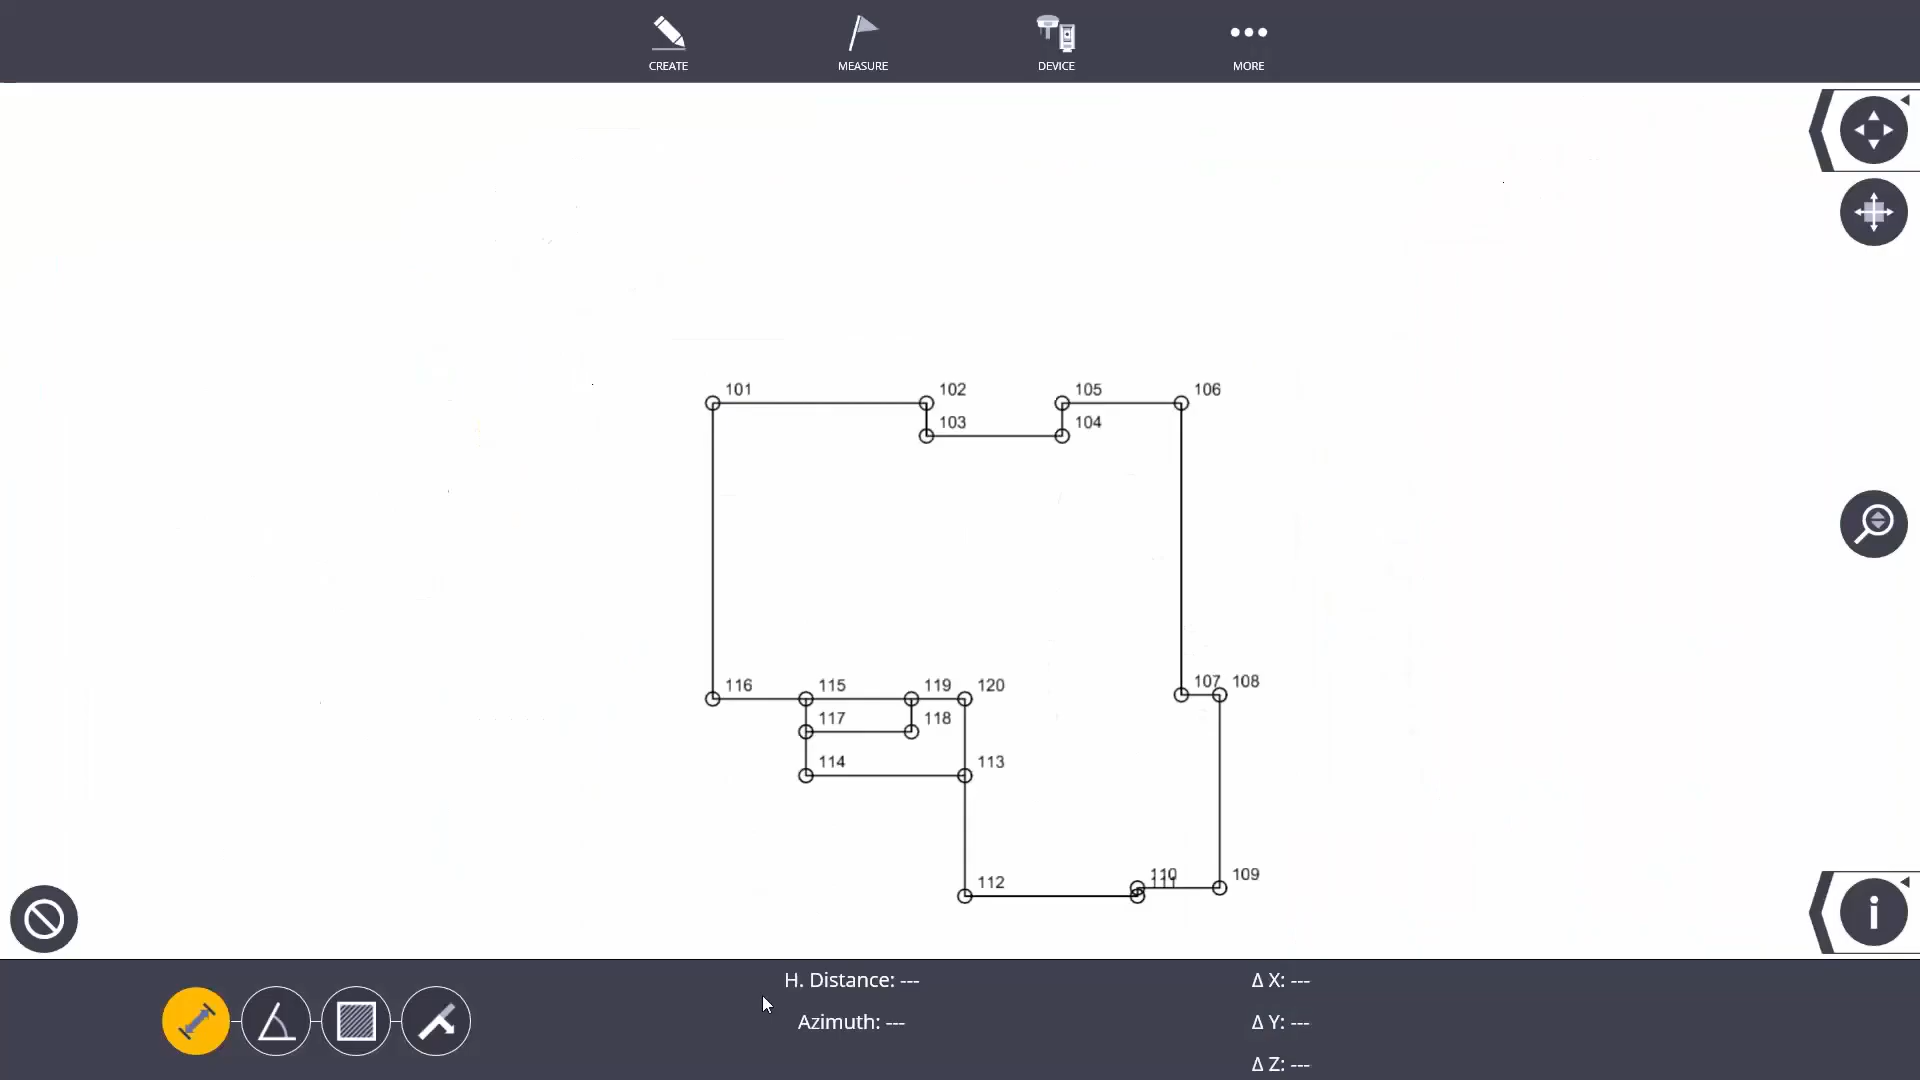 CREATE
MEASURE
DEVICE
MORE
101
102
105
106
103
104
116
115
119
120
107
108
117
118
114
113
110
111
109
112
i
H. Distance: ---
Δ X: ---
Azimuth: ---
Δ Y: ---
Δ Z: ---